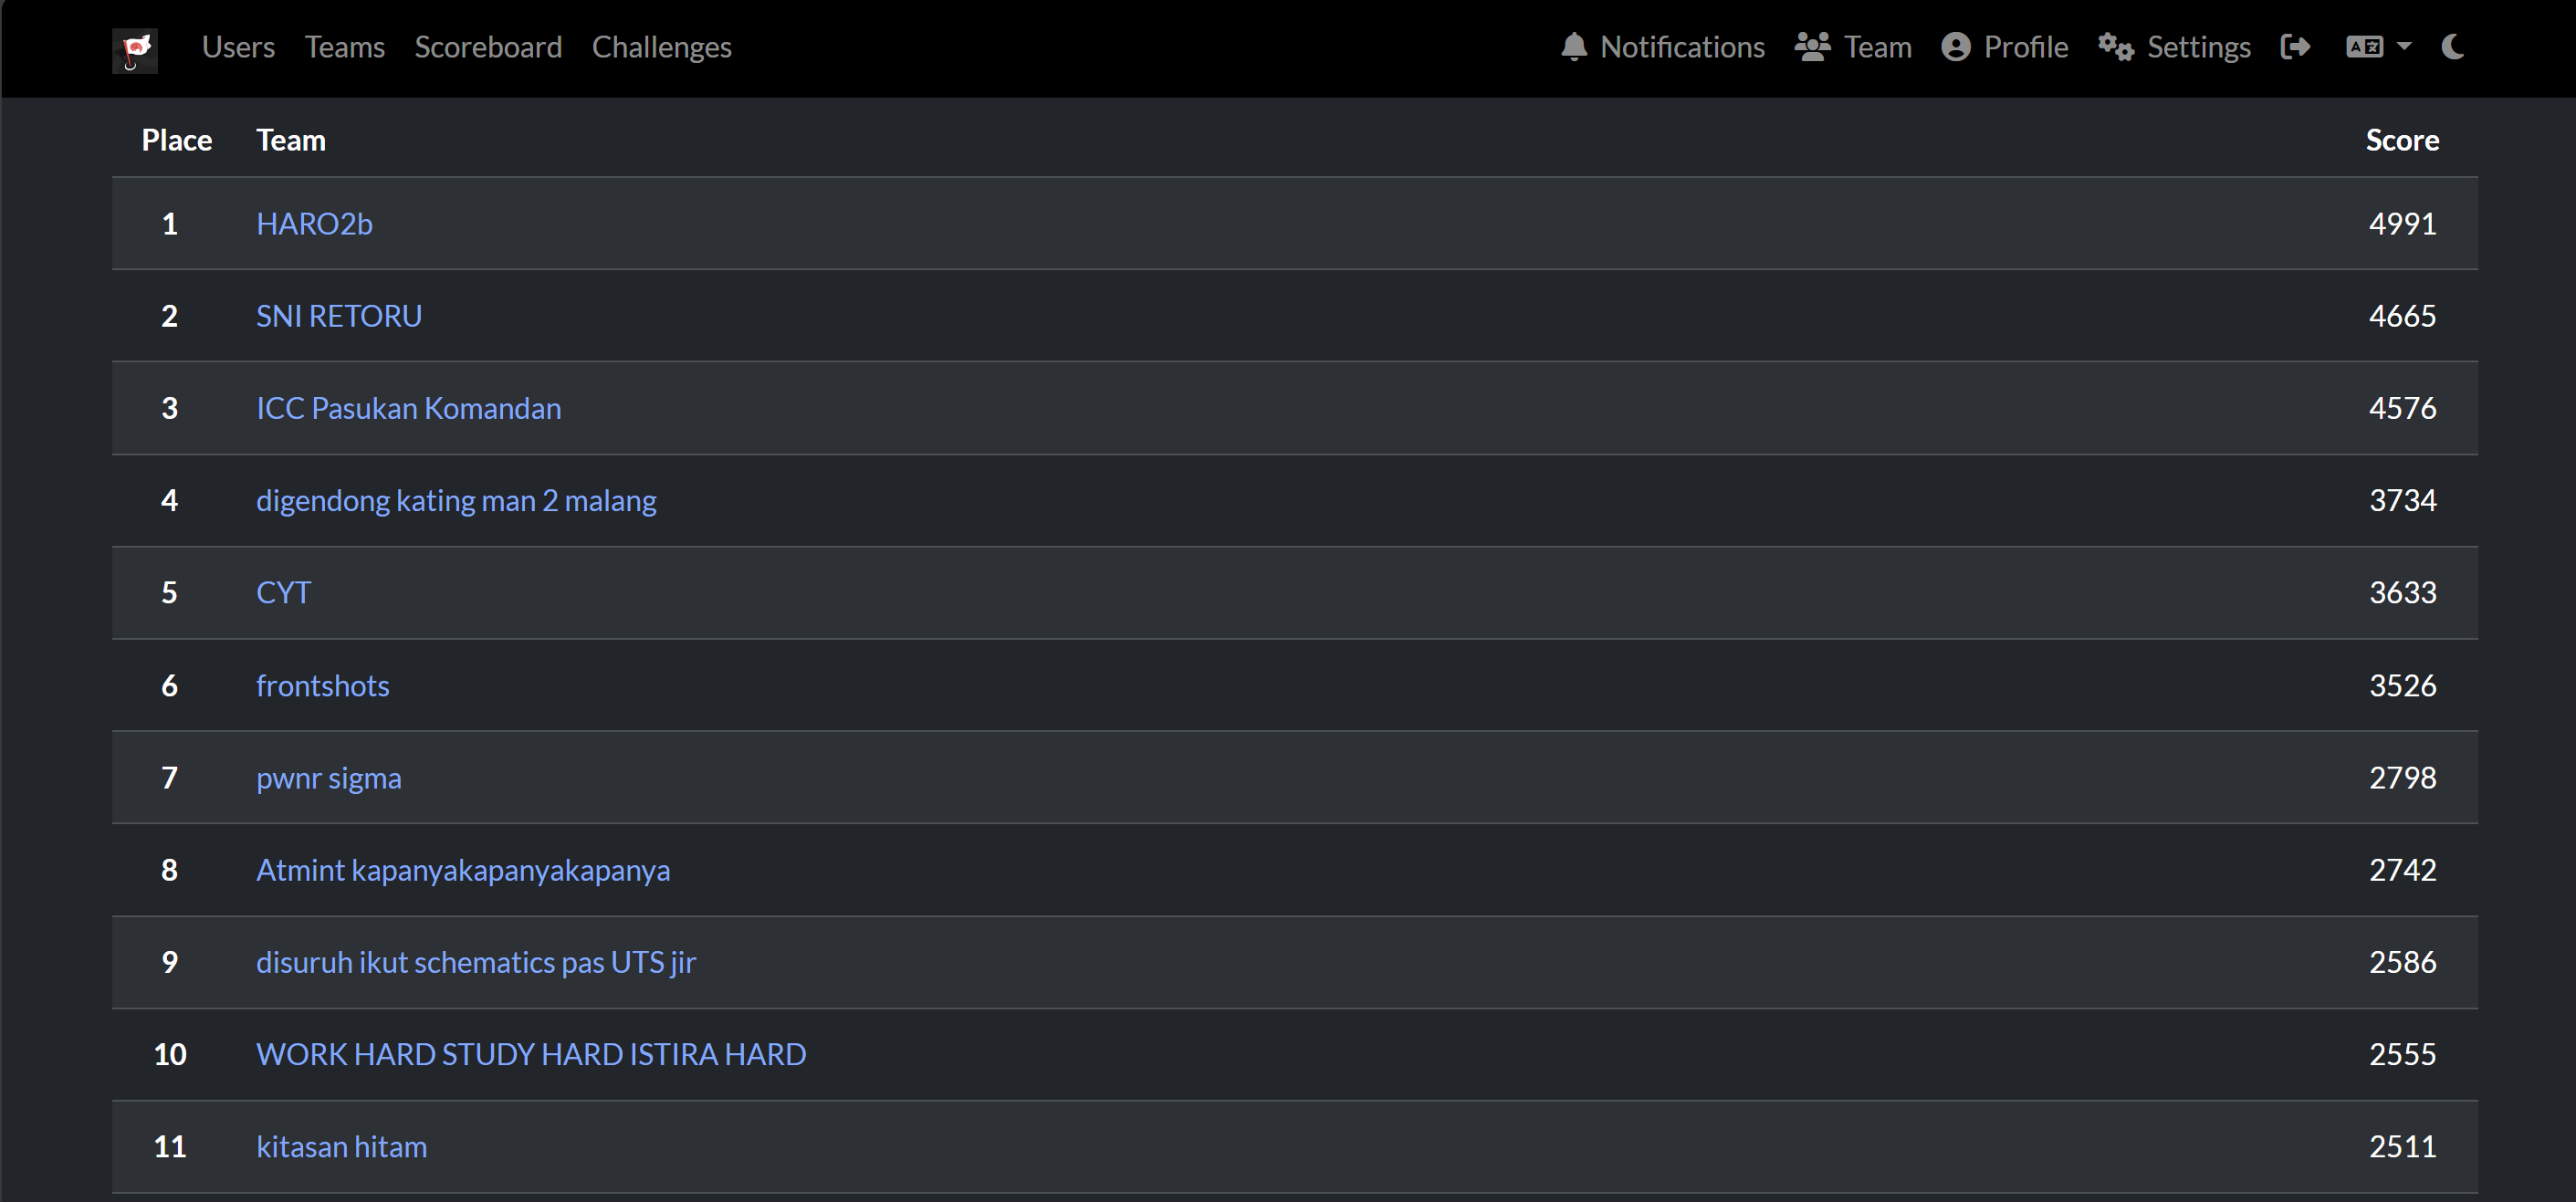 Users Teams Scoreboard Challenges Notifications Team Profile Settings
Place Team Score
1 HARO2b 4991
2 SNI RETORU 4665
3 ICC Pasukan Komandan 4576
4 digendong kating man 2 malang 3734
5 CYT 3633
6 frontshots 3526
7 pwnr sigma 2798
8 Atmint kapanyakapanyakapanya 2742
9 disuruh ikut schematics pas UTS jir 2586
10 WORK HARD STUDY HARD ISTIRA HARD 2555
11 kitasan hitam 2511